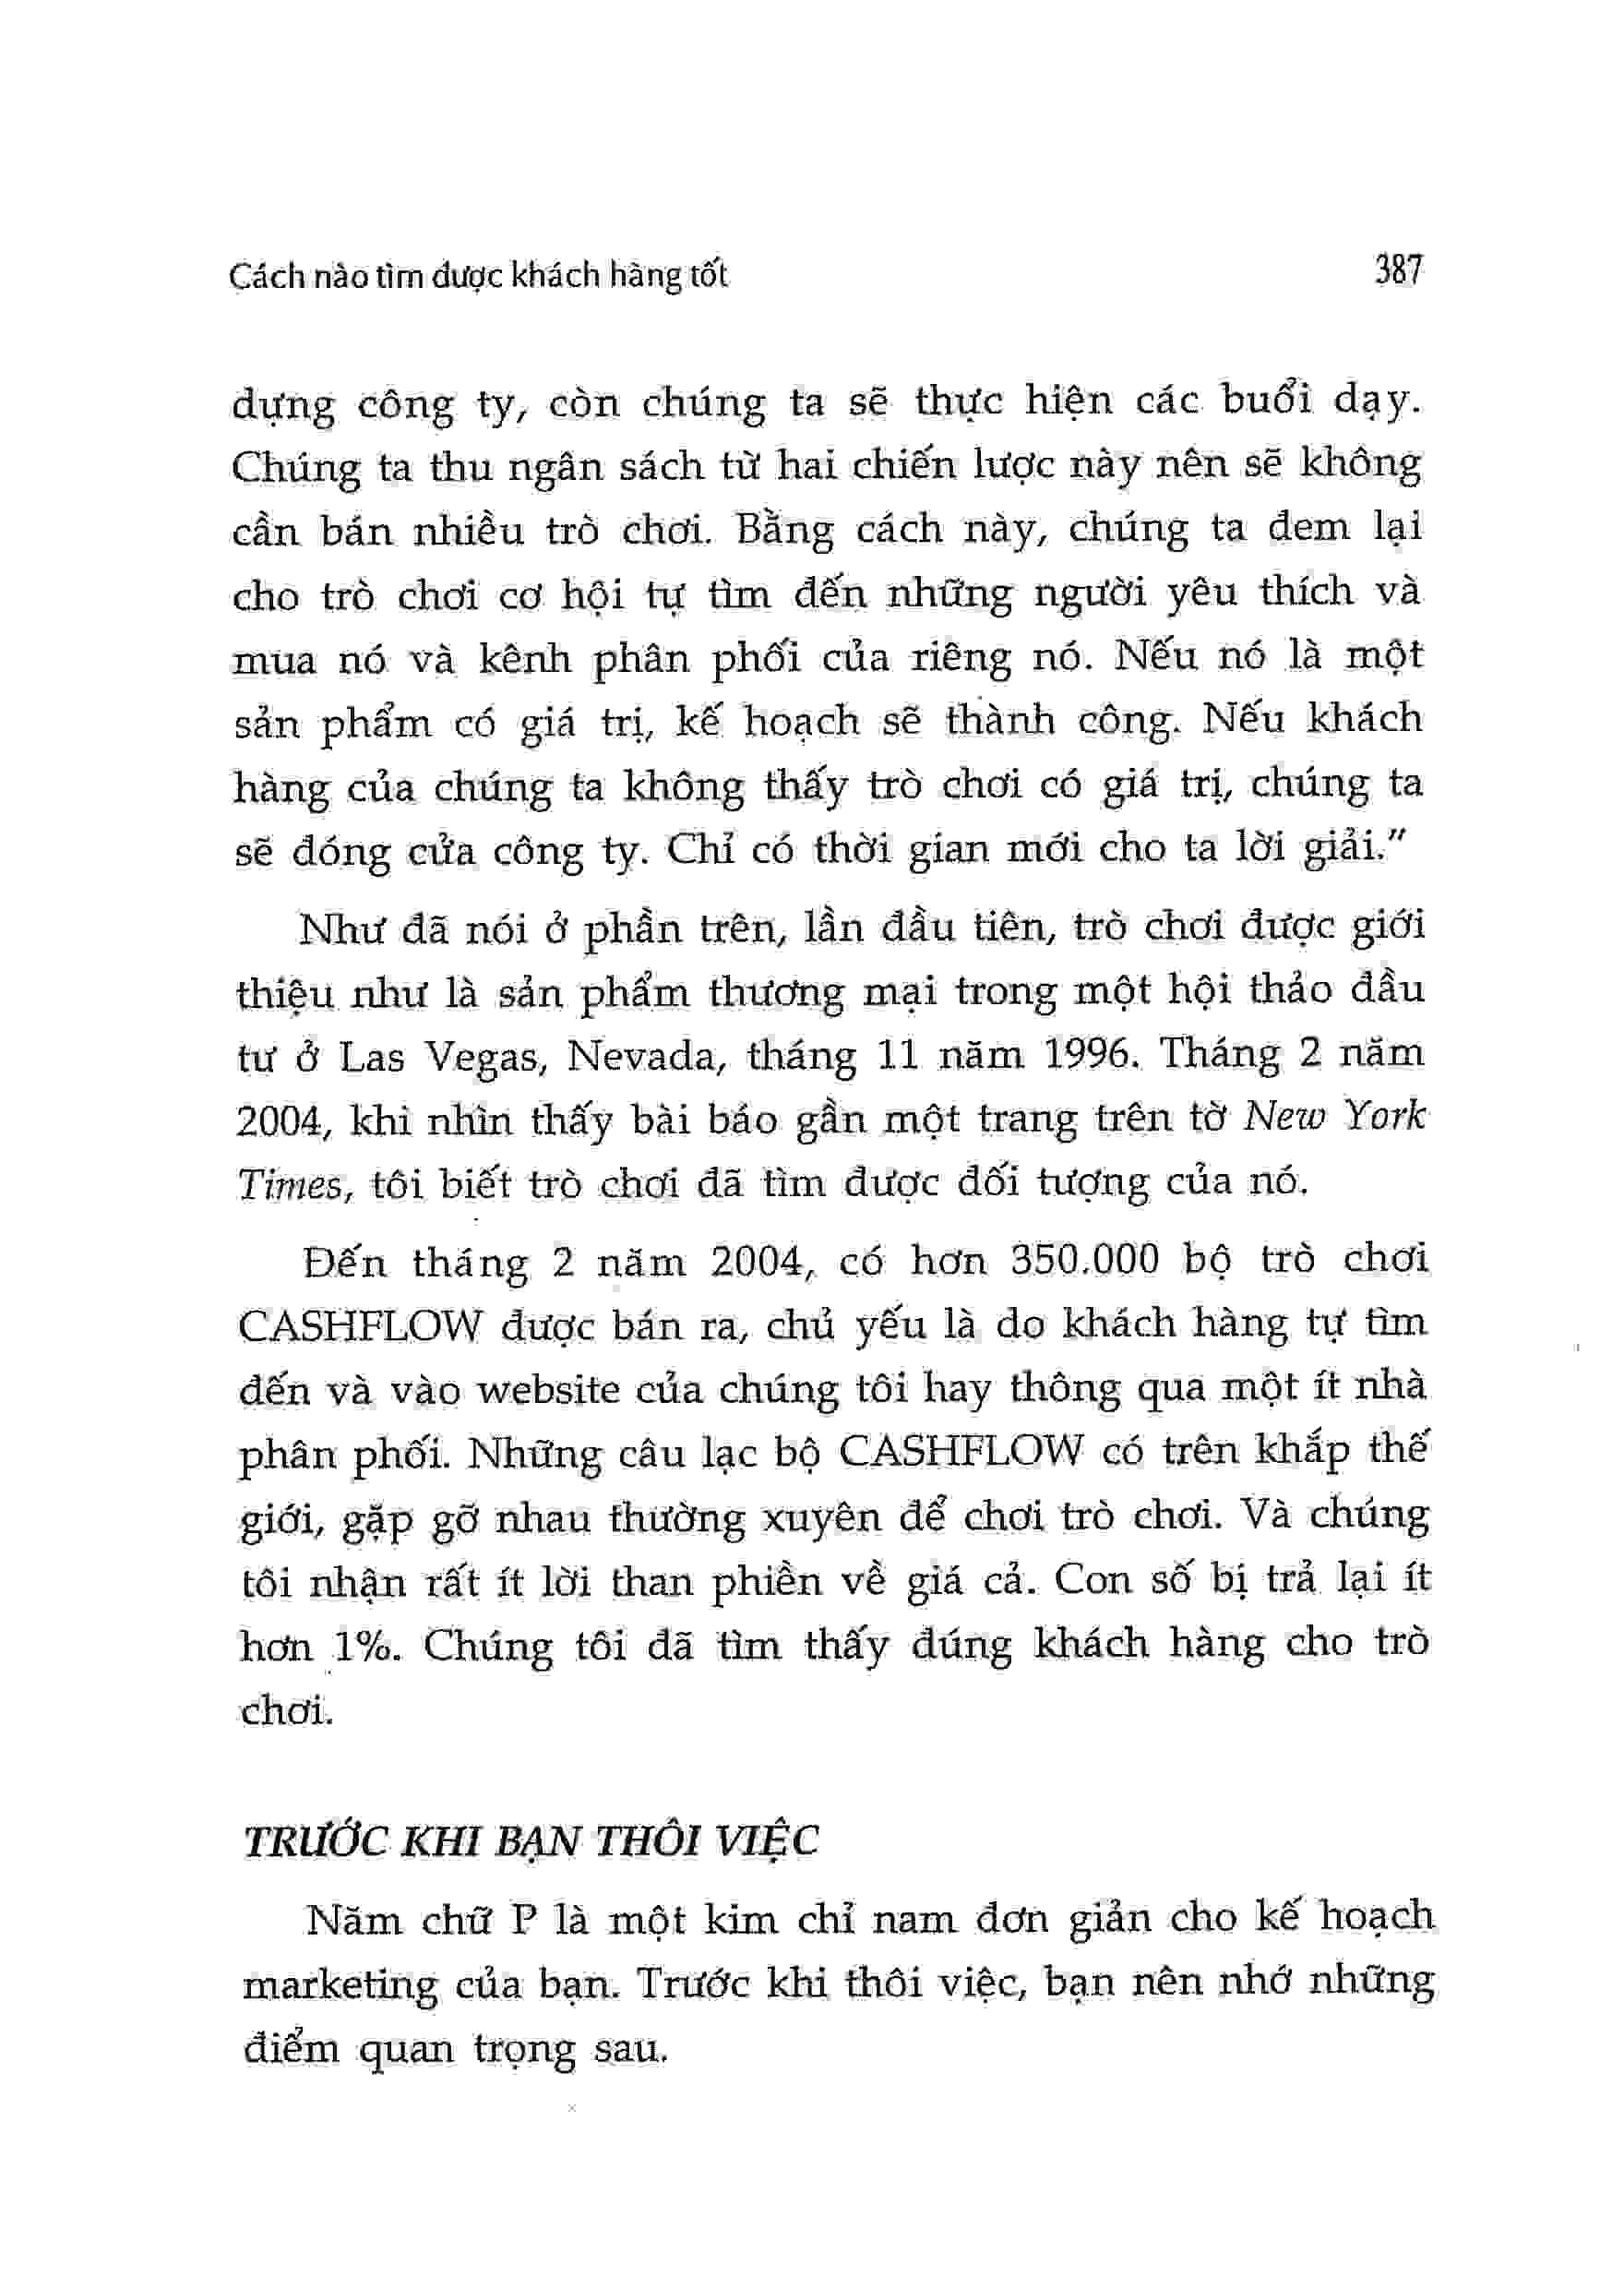 Cách nào tìm được khách hàng tốt 387
dựng công ty, còn chúng ta sẽ thực hiện các buổi dạy.
Chúng ta thu ngân sách từ hai chiến lược này nên sẽ không
cần bán nhiều trò chơi. Bằng cách này, chúng ta đem lại
cho trò chơi cơ hội tự tìm đến những người yêu thích và
mua nó và kênh phân phối của riêng nó. Nếu nó là một
sản phẩm có giá trị, kế hoạch sẽ thành công. Nếu khách
hàng của chúng ta không thấy trò chơi có giá trị, chúng ta
sẽ đóng cửa công ty. Chỉ có thời gian mới cho ta lời giải."
Như đã nói ở phần trên, lần đầu tiên, trò chơi được giới
thiệu như là sản phẩm thương mại trong một hội thảo đầu
tư ở Las Vegas, Nevada, tháng 11 năm 1996. Tháng 2 năm
2004, khi nhìn thấy bài báo gần một trang trên tờ New York
Times, tôi biết trò chơi đã tìm được đối tượng của nó.
Đến tháng 2 năm 2004, có hơn 350.000 bộ trò chơi
CASHFLOW được bán ra, chủ yếu là do khách hàng tự tìm
đến và vào website của chúng tôi hay thông qua một ít nhà
phân phối. Những câu lạc bộ CASHFLOW có trên khắp thế
giới, gặp gỡ nhau thường xuyên để chơi trò chơi. Và chúng
tôi nhận rất ít lời than phiền về giá cả. Con số bị trả lại ít
hơn 1%. Chúng tôi đã tìm thấy đúng khách hàng cho trò
chơi.
TRƯỚC KHI BẠN THÔI VIỆC
Năm chữ P là một kim chỉ nam đơn giản cho kế hoạch
marketing của bạn. Trước khi thôi việc, bạn nên nhớ những
điểm quan trọng sau.